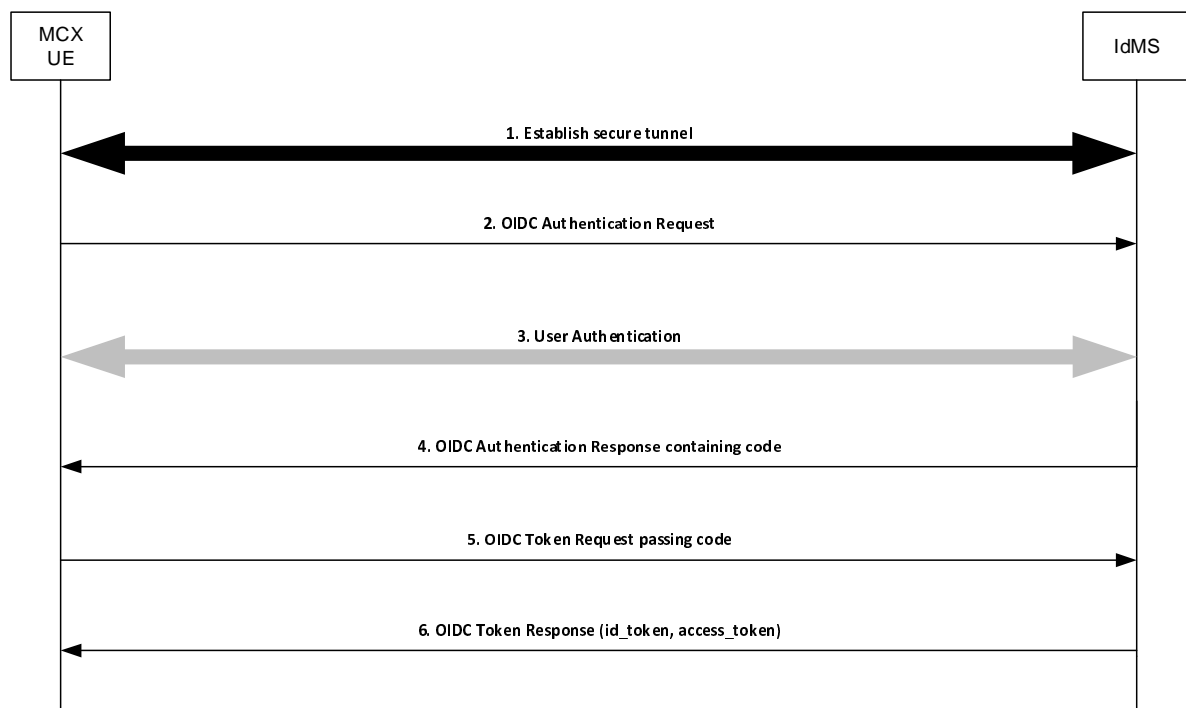 MCX
UE
IdMS
1. Establish secure tunnel
2. OIDC Authentication Request
3. User Authentication
4. OIDC Authentication Response containing code
5. OIDC Token Request passing code
6. OIDC Token Response (id_token, access_token)